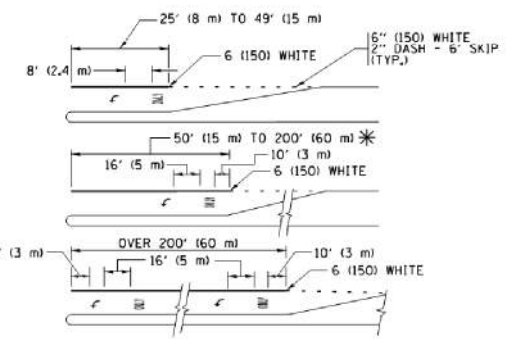 25' (8 m) TO 49' (15 m)
6" (150) WHITE
2" DASH - 6' SKIP
(TYP.)
6 (150) WHITE
8' (2.4 m)
50' (15 m) TO 200' (60 m) *
16' (5 m)
10' (3 m)
6 (150) WHITE
OVER 200' (60 m)
' (3 m)
16' (5 m)
10' (3 m)
6 (150) WHITE